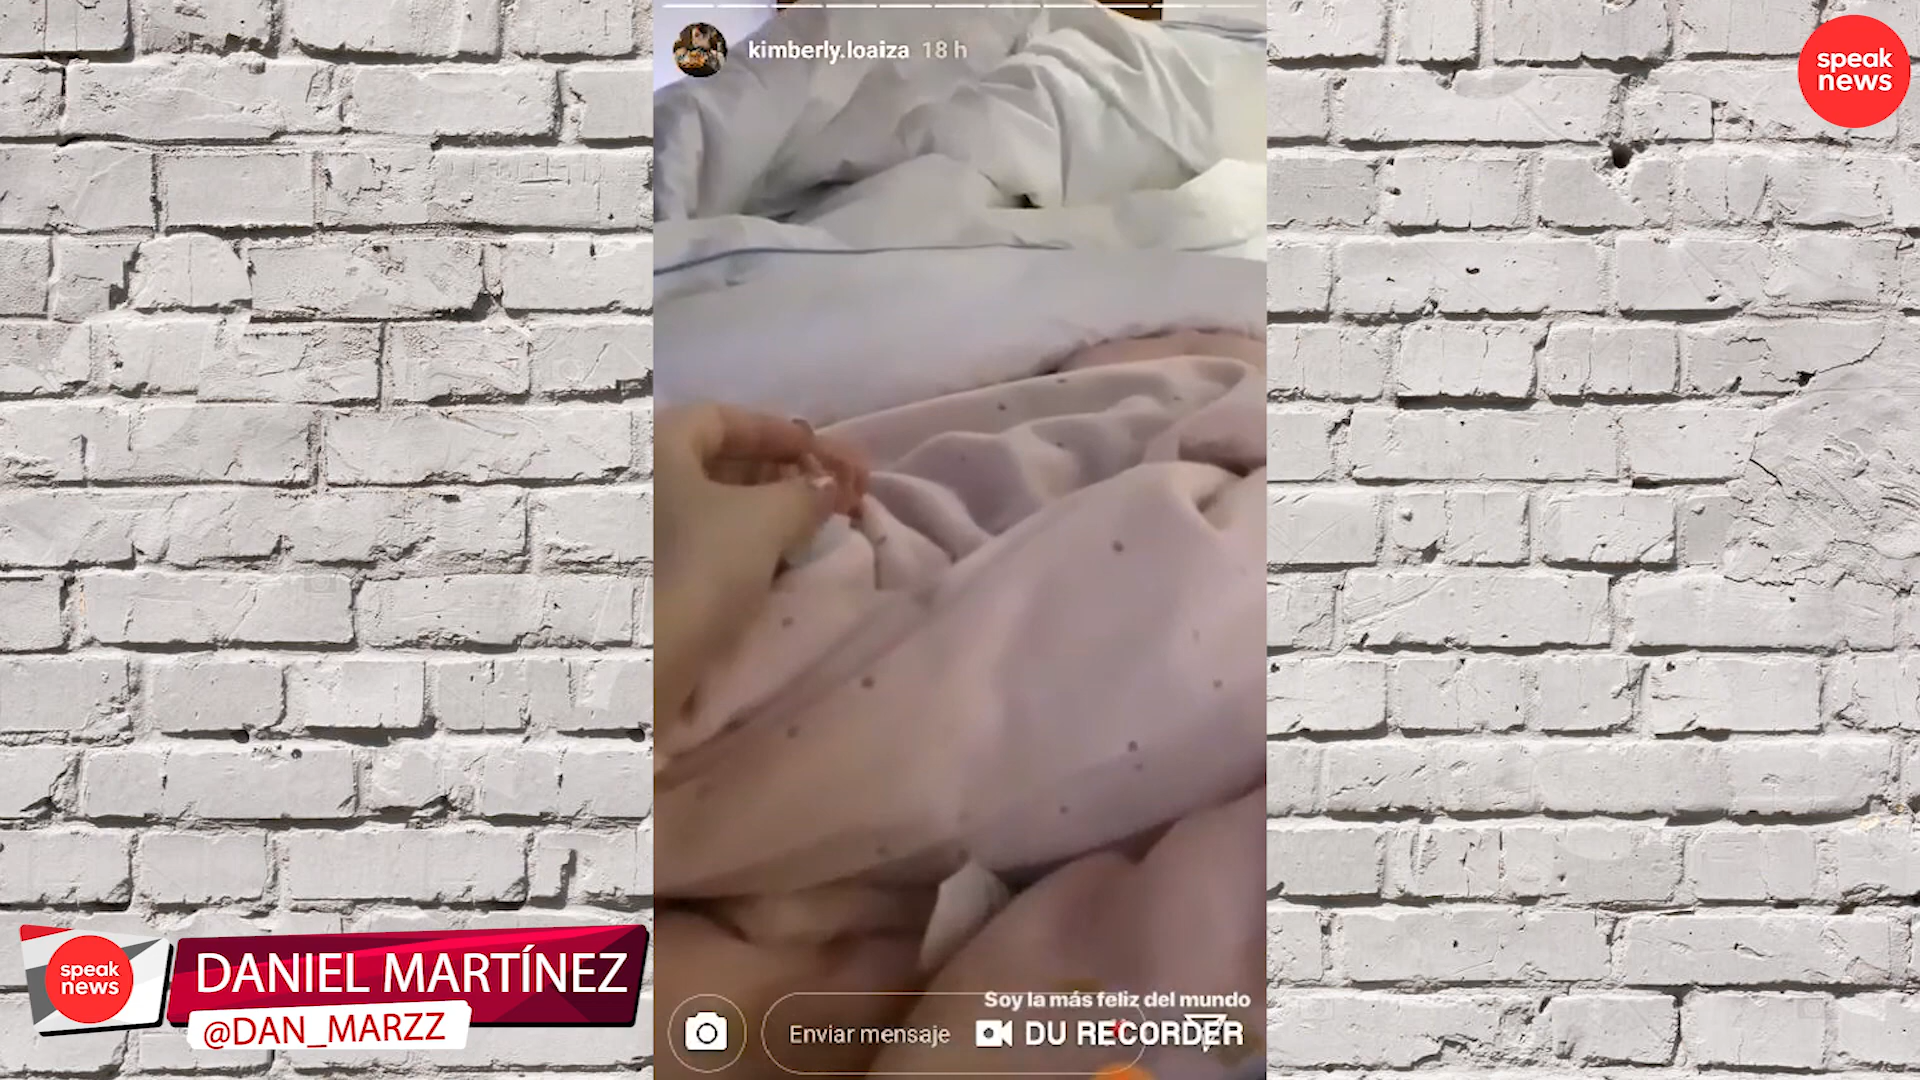 kimberly.loaiza 18 h
speak
news
Soy la más feliz del mundo
Enviar mensaje
DU RECORDER
speak
news
DANIEL MARTÍNEZ
@DAN_MARZZ